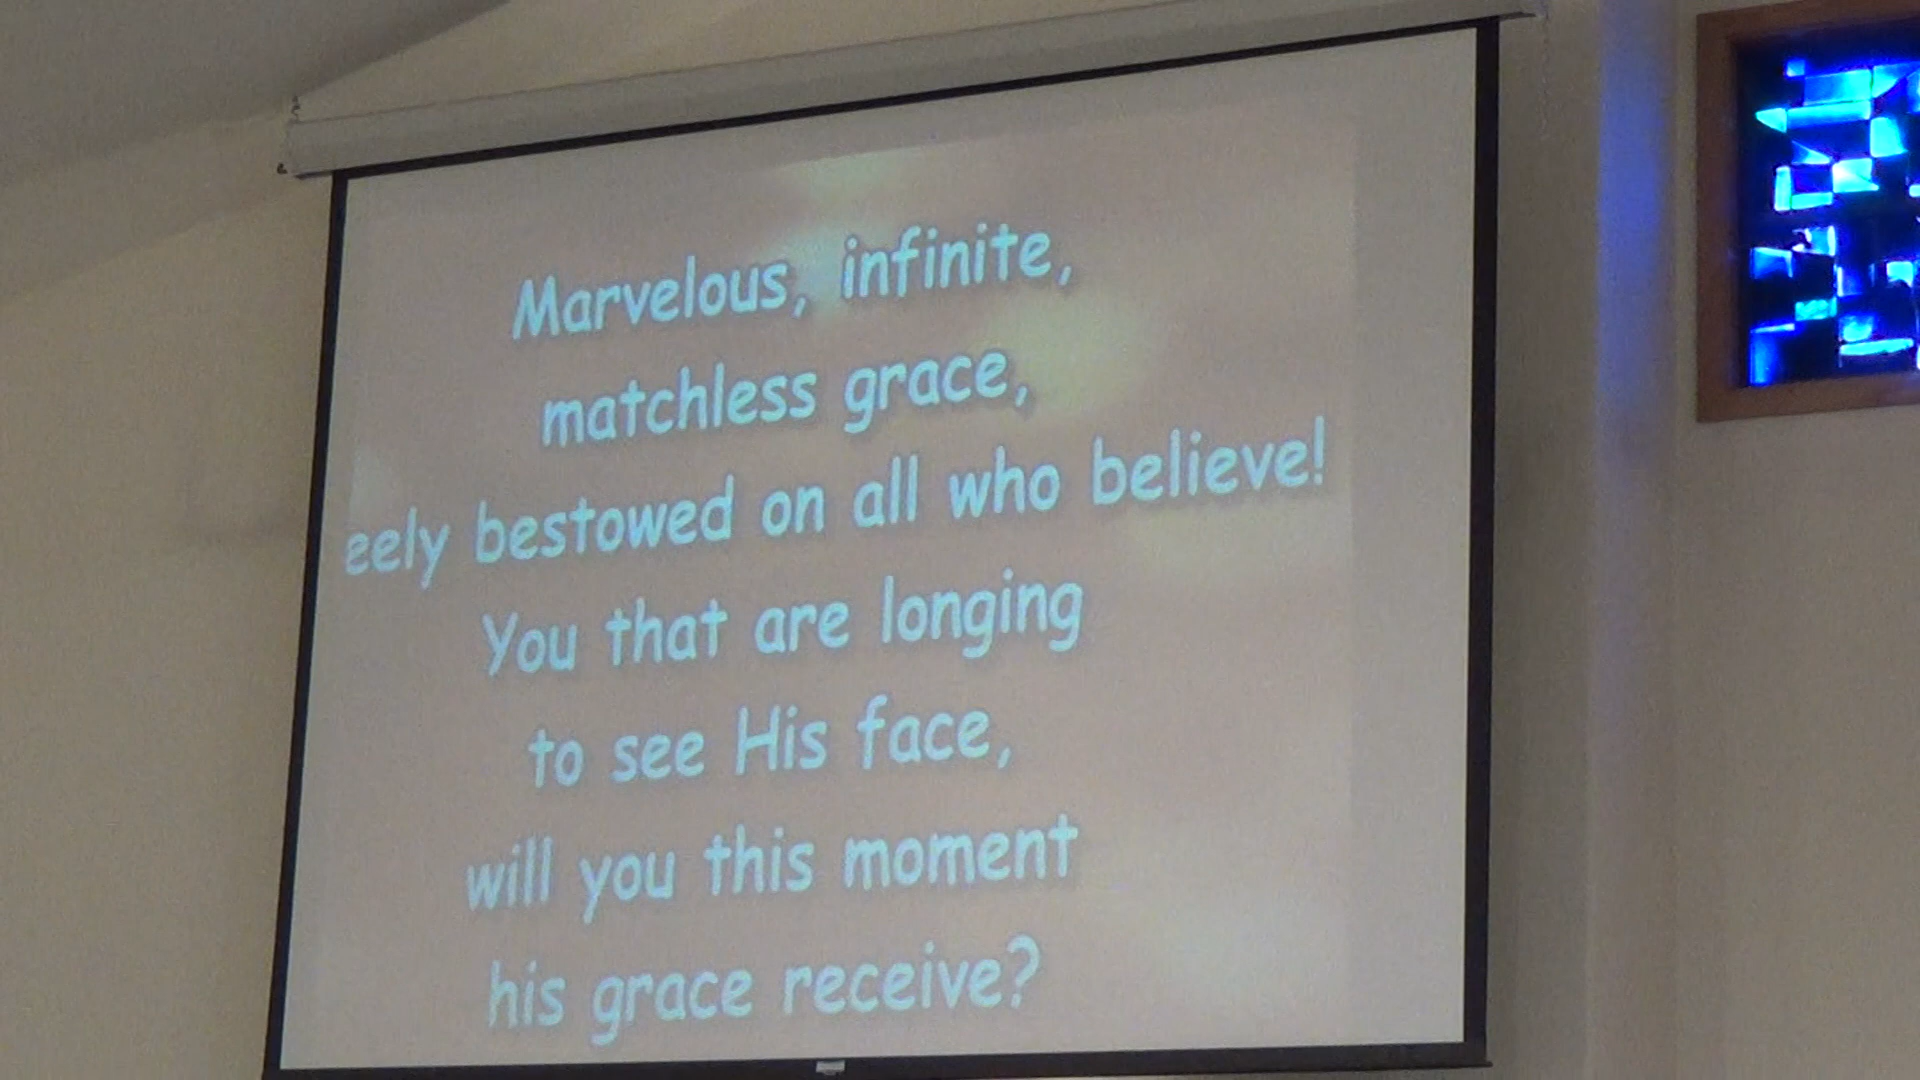 Marvelous, infinite,
matchless grace,
eely bestowed on all who believe!
You that are longing
to see His face,
will you this moment
his grace receive?